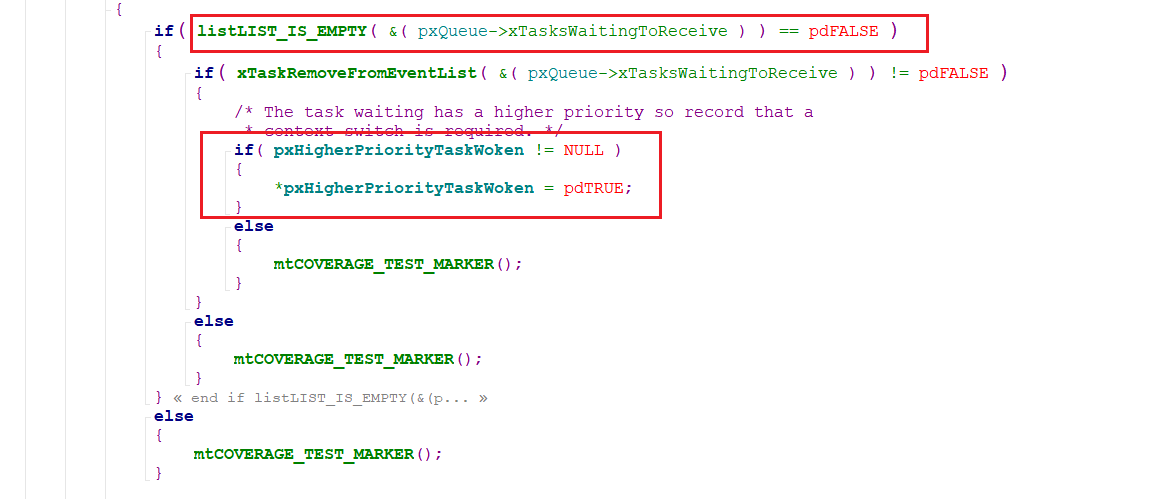 {
if( listLIST_IS_EMPTY( &( pxQueue->xTasksWaitingToReceive ) ) == pdFALSE )
{
if( xTaskRemoveFromEventList( &( pxQueue->xTasksWaitingToReceive ) ) != pdFALSE )
{
/* The task waiting has a higher priority so record that a
* context switch is required. */
if( pxHigherPriorityTaskWoken != NULL )
{
*pxHigherPriorityTaskWoken = pdTRUE;
}
else
{
mtCOVERAGE_TEST_MARKER();
}
}
else
{
mtCOVERAGE_TEST_MARKER();
}
} « end if listLIST_IS_EMPTY(&(p... »
else
{
mtCOVERAGE_TEST_MARKER();
}